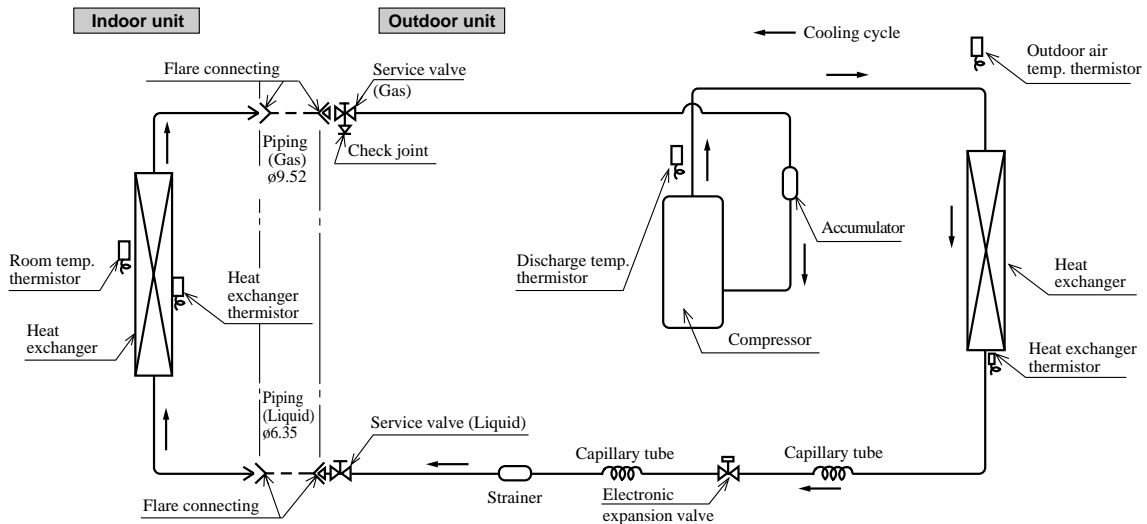 Indoor unit
Outdoor unit
Cooling cycle
Outdoor air
temp. thermistor
Flare connecting
Service valve
(Gas)
Piping
(Gas)
ø9.52
Check joint
Room temp.
thermistor
Heat
exchanger
thermistor
Heat
exchanger
Discharge temp.
thermistor
Accumulator
Compressor
Heat
exchanger
Heat exchanger
thermistor
Piping
(Liquid)
ø6.35
Service valve (Liquid)
Flare connecting
Strainer
Capillary tube
Electronic
expansion valve
Capillary tube